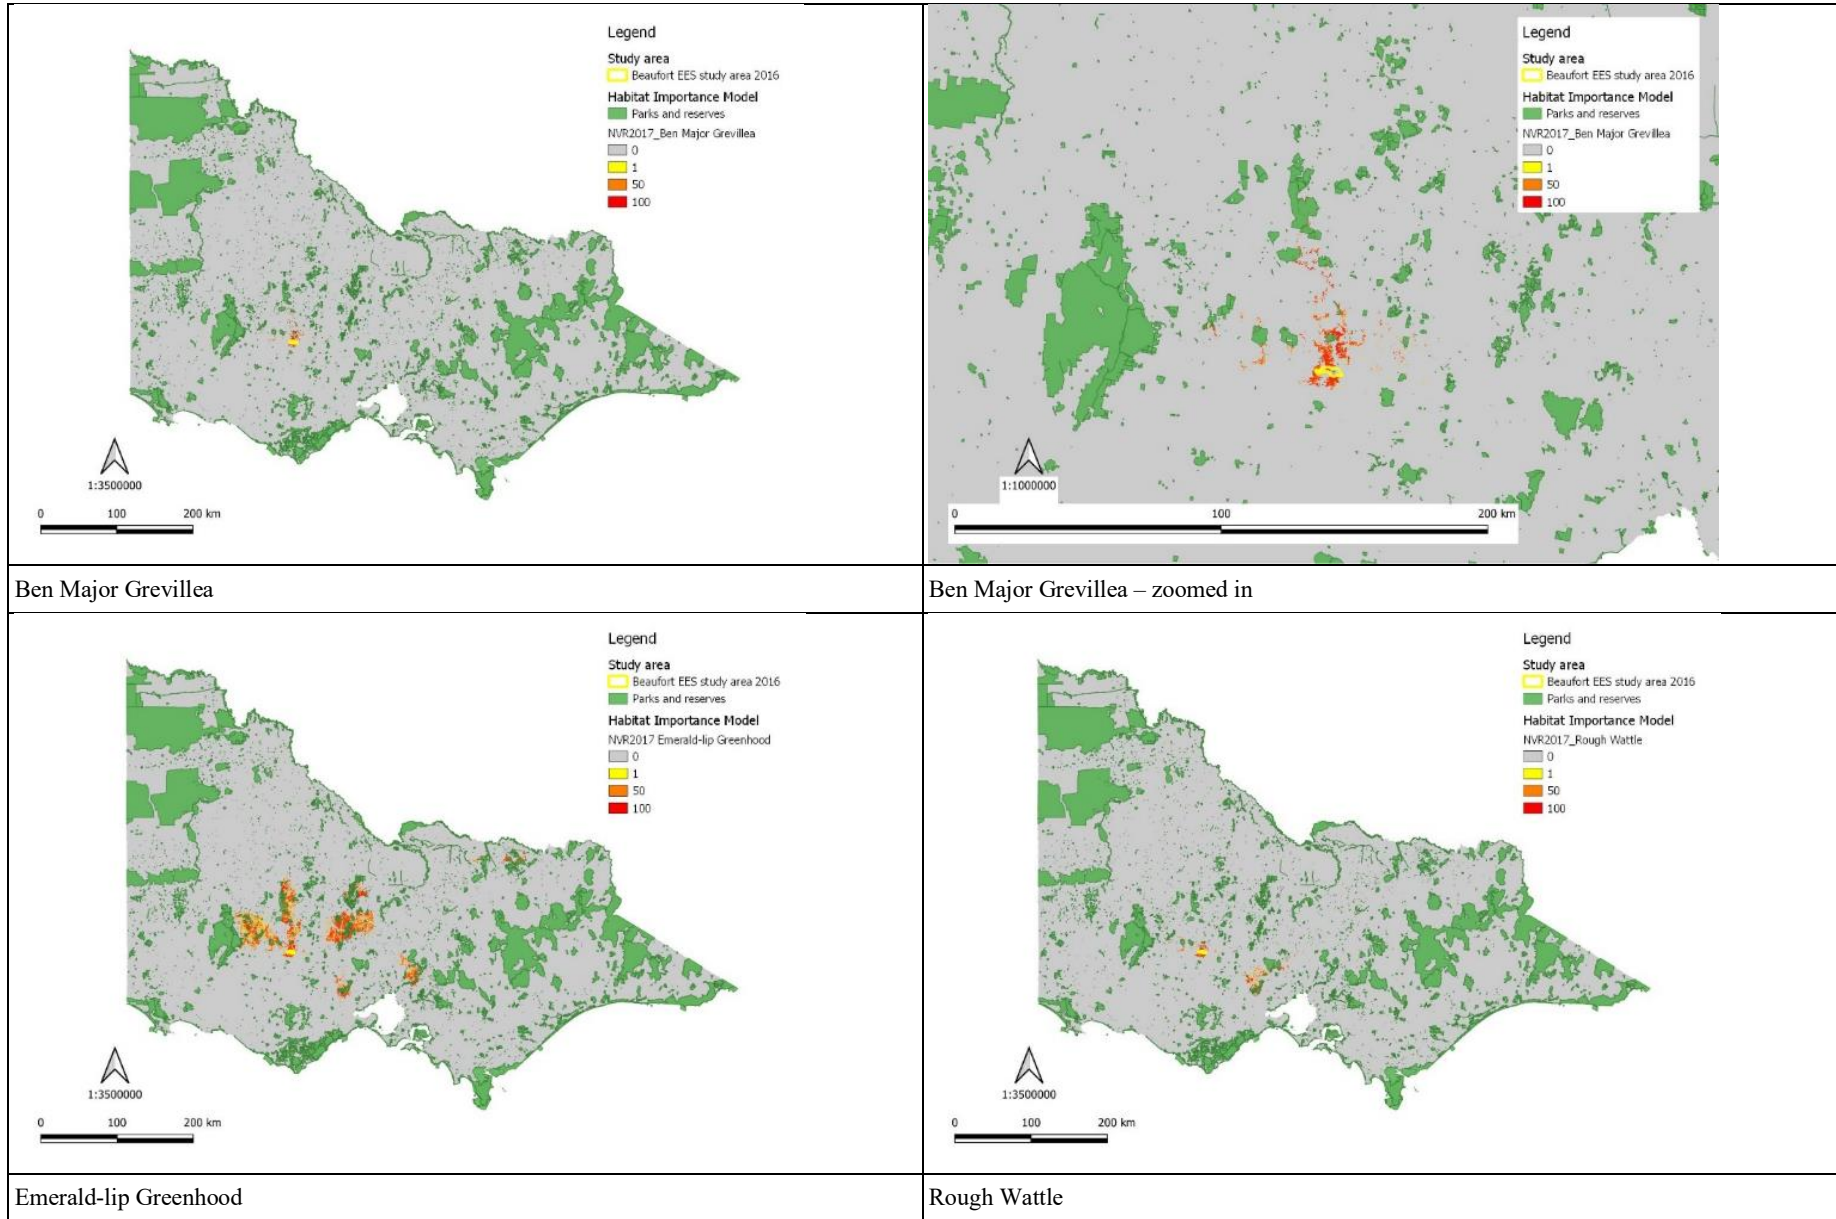 Legend
Study area
Beaufort EES study area 2016
Habitat Importance Model
Parks and reserves
NVR2017_Ben Major Grevillea
0
1
50
100
1:3500000
0 100 200 km
Legend
Study area
Beaufort EES study area 2016
Habitat Importance Model
Parks and reserves
NVR2017_Ben Major Grevillea
0
1
50
100
1:1000000
0 100 200 km
Ben Major Grevillea
Ben Major Grevillea – zoomed in
Legend
Study area
Beaufort EES study area 2016
Parks and reserves
Habitat Importance Model
NVR2017 Emerald-lip Greenhood
0
1
50
100
1:3500000
0 100 200 km
Legend
Study area
Beaufort EES study area 2016
Parks and reserves
Habitat Importance Model
NVR2017_Rough Wattle
0
1
50
100
1:3500000
0 100 200 km
Emerald-lip Greenhood
Rough Wattle